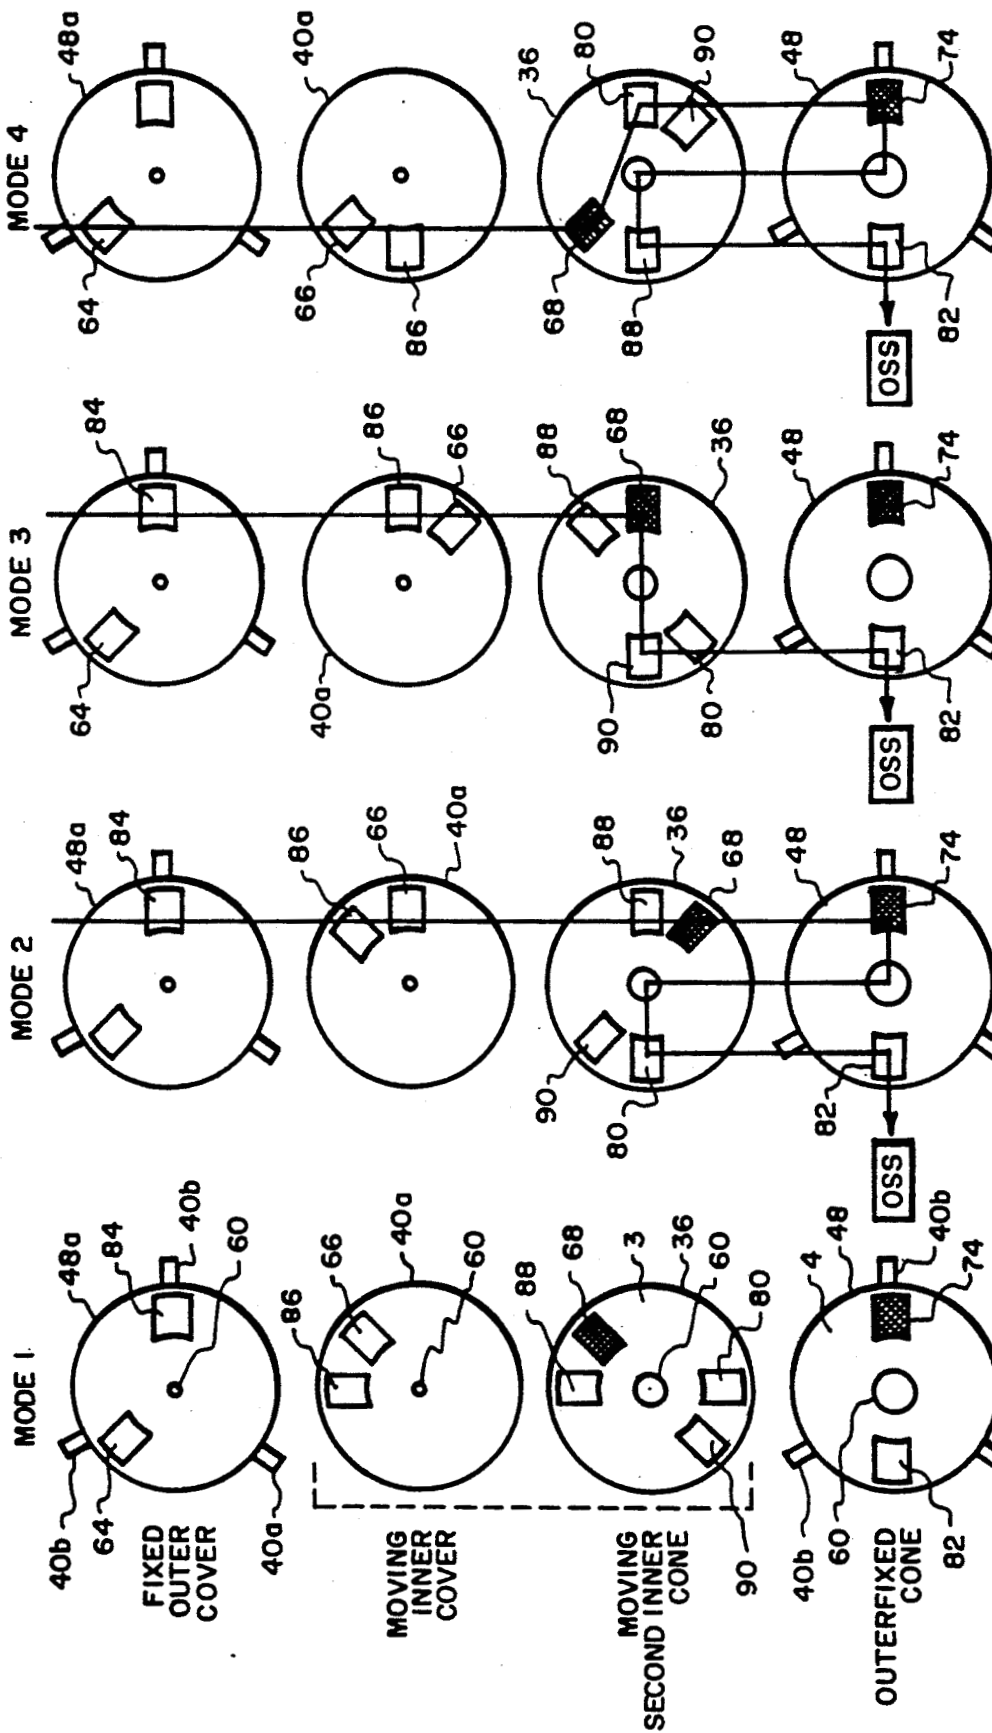 MODE 1
MODE 2
MODE 3
MODE 4
FIXED
OUTER
COVER
40b
64
48a
84
40b
60
40a
48a
84
64
84
48a
64
MOVING
INNER
COVER
86
66
40a
60
86
66
40a
40a
86
66
66
86
40a
MOVING
SECOND INNER
CONE
88
68
3
36
60
80
90
90
80
88
36
68
90
80
88
68
36
68
88
36
80
90
OUTERFIXED
CONE
40b
60
82
4
48
40b
74
OSS
82
48
74
OSS
82
48
74
OSS
82
48
74